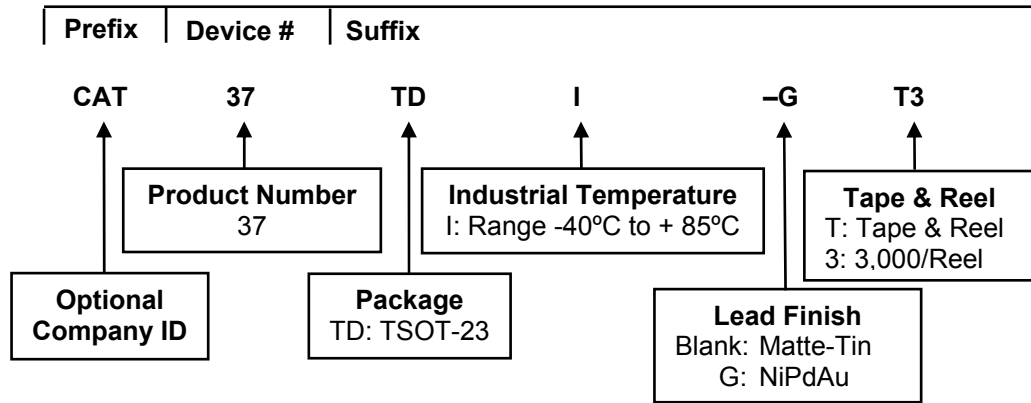 Prefix Device # Suffix
CAT 37 TD I –G T3
Product Number
37
Industrial Temperature
I: Range -40ºC to + 85ºC
Tape & Reel
T: Tape & Reel
3: 3,000/Reel
Optional
Company ID
Package
TD: TSOT-23
Lead Finish
Blank: Matte-Tin
G: NiPdAu